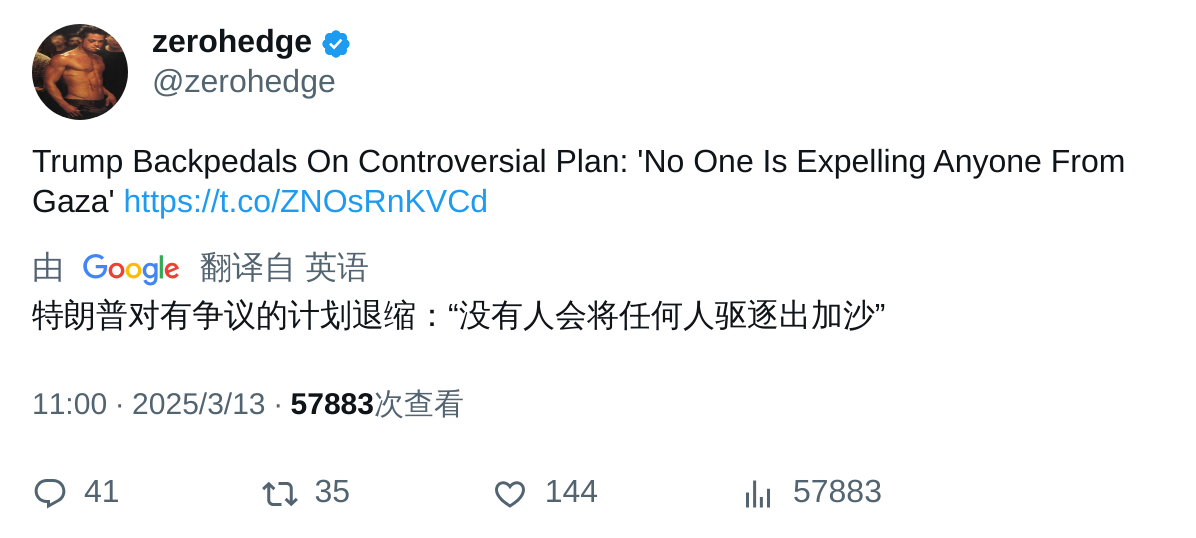 zerohedge
@zerohedge
Trump Backpedals On Controversial Plan: 'No One Is Expelling Anyone From
Gaza' https://t.co/ZNOsRnKVCd
由 Google 翻译自 英语
特朗普对有争议的计划退缩：“没有人会将任何人驱逐出加沙”
11:00 · 2025/3/13 · 57883次查看
41 35 144 57883